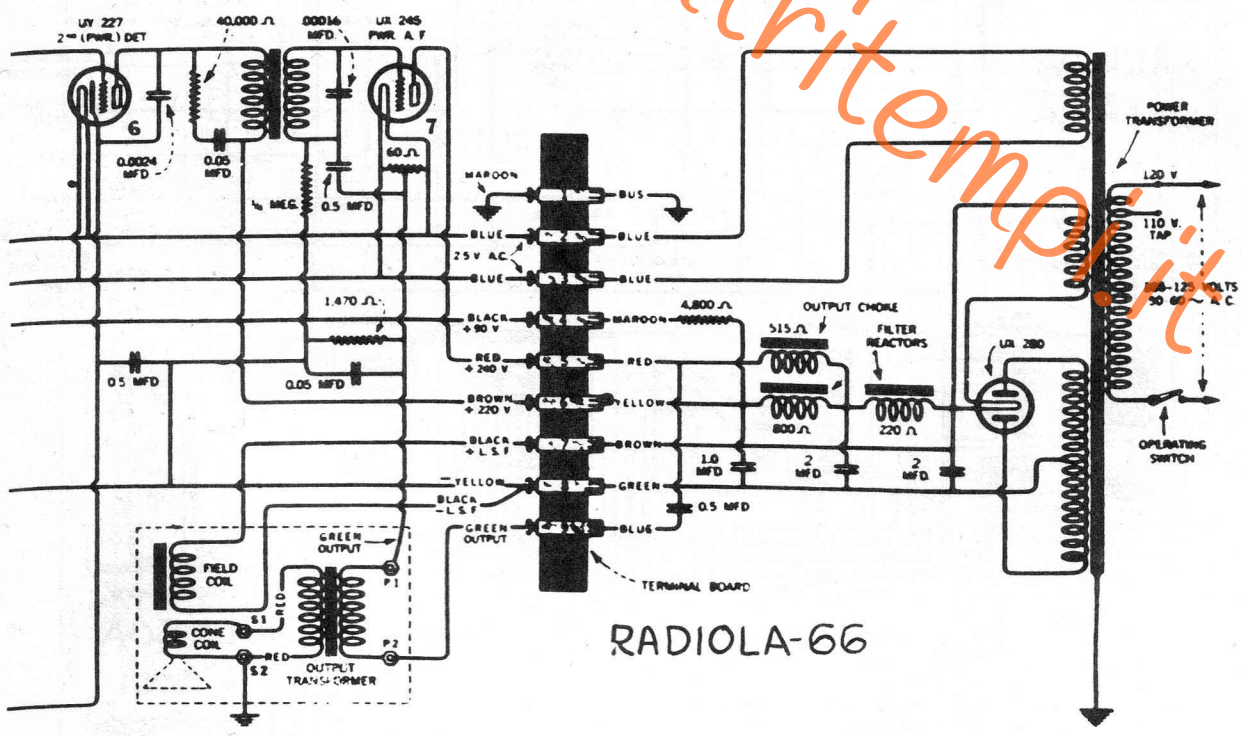 UY 227
2ND (PWR.) DET
40,000 Ω
.00016
MFD.
UX 245
PWR. A.F
6
7
0.0024
MFD
0.05
MFD
60 Ω
MEG.
0.5 MFD
MAROON
BUS
BLUE
BLUE
2.5 V A.C.
BLUE
BLUE
1,470 Ω
BLACK
+90 V
MAROON
4,800 Ω
0.5 MFD
0.05 MFD
RED
+240 V
RED
BROWN
+220 V
YELLOW
BLACK
+L.S.F
BROWN
YELLOW
GREEN
BLACK
-L.S.F
GREEN
OUTPUT
BLUE
GREEN
OUTPUT
FIELD
COIL
CONE
COIL
S1
S2
RED
RED
P1
P2
OUTPUT
TRANSFORMER
TERMINAL BOARD
OUTPUT CHOKE
515 Ω
800 Ω
FILTER
REACTORS
220 Ω
UX 280
1.0
MFD
2
MFD
2
MFD
0.5 MFD
POWER
TRANSFORMER
120 V
110 V.
TAP
125 VOLTS
50-60 ~ A.C.
OPERATING
SWITCH
RADIOLA-66
ritempi.it